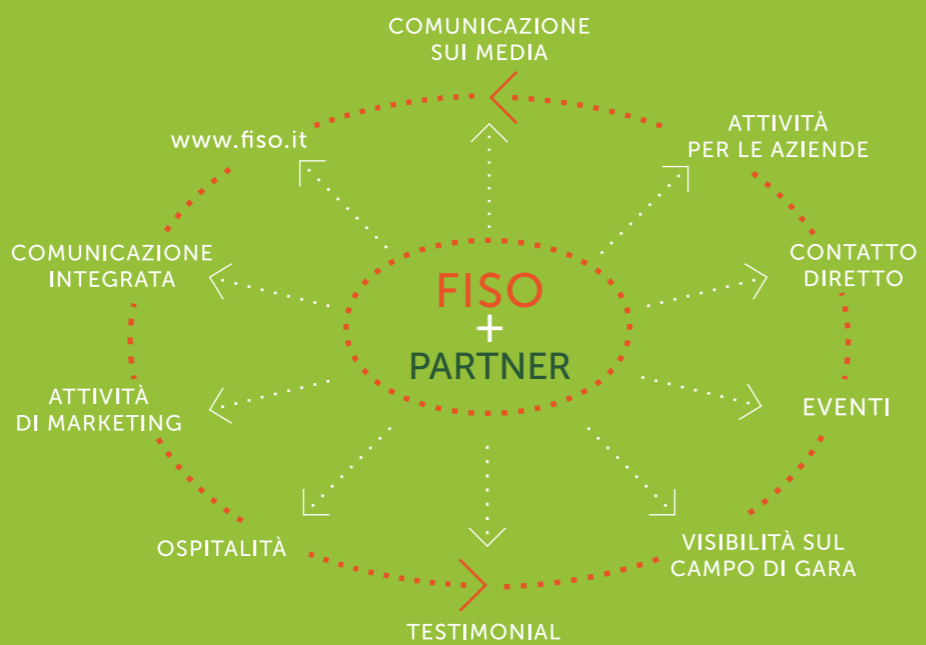 COMUNICAZIONE
SUI MEDIA
www.fiso.it
ATTIVITÀ
PER LE AZIENDE
COMUNICAZIONE
INTEGRATA
CONTATTO
DIRETTO
FISO
+
PARTNER
ATTIVITÀ
DI MARKETING
EVENTI
OSPITALITÀ
VISIBILITÀ SUL
CAMPO DI GARA
TESTIMONIAL